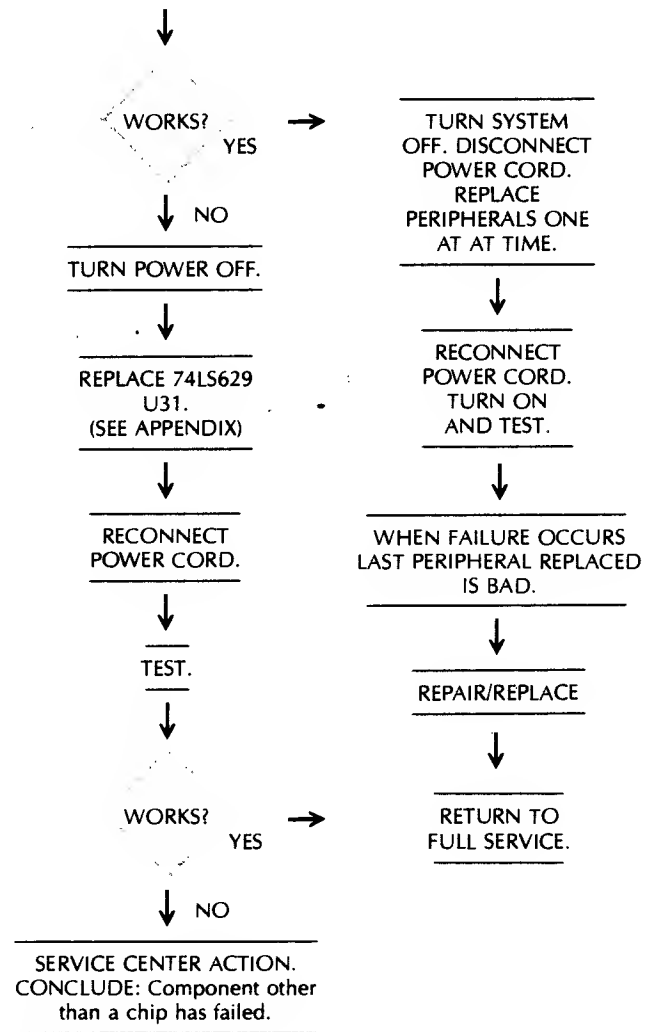 WORKS?
YES
NO
TURN POWER OFF.
REPLACE 74LS629
U31.
(SEE APPENDIX)
RECONNECT
POWER CORD.
TEST.
WORKS?
YES
NO
SERVICE CENTER ACTION.
CONCLUDE: Component other
than a chip has failed.
TURN SYSTEM
OFF. DISCONNECT
POWER CORD.
REPLACE
PERIPHERALS ONE
AT AT TIME.
RECONNECT
POWER CORD.
TURN ON
AND TEST.
WHEN FAILURE OCCURS
LAST PERIPHERAL REPLACED
IS BAD.
REPAIR/REPLACE
RETURN TO
FULL SERVICE.